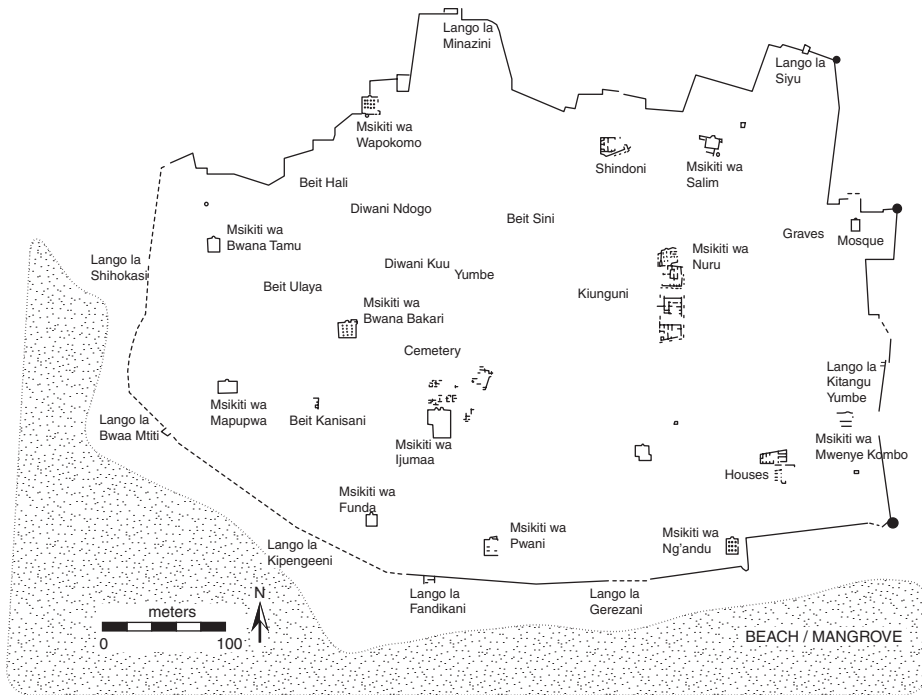 Lango la
Minazini
Lango la
Siyu
Msikiti wa
Wapokomo
Shindoni
Msikiti wa
Salim
Beit Hali
Diwani Ndogo
Beit Sini
Graves
Mosque
Msikiti wa
Bwana Tamu
Msikiti wa
Nuru
Lango la
Shihokasi
Diwani Kuu
Yumbe
Beit Ulaya
Kiunguni
Msikiti wa
Bwana Bakari
Cemetery
Lango la
Kitangu
Yumbe
Msikiti wa
Mapupwa
Beit Kanisani
Lango la
Bwaa Mtiti
Msikiti wa
Ijumaa
Msikiti wa
Mwenye Kombo
Houses
Msikiti wa
Funda
Msikiti wa
Pwani
Msikiti wa
Ng'andu
Lango la
Kipengeeni
Lango la
Fandikani
Lango la
Gerezani
meters
0 100
N
BEACH / MANGROVE